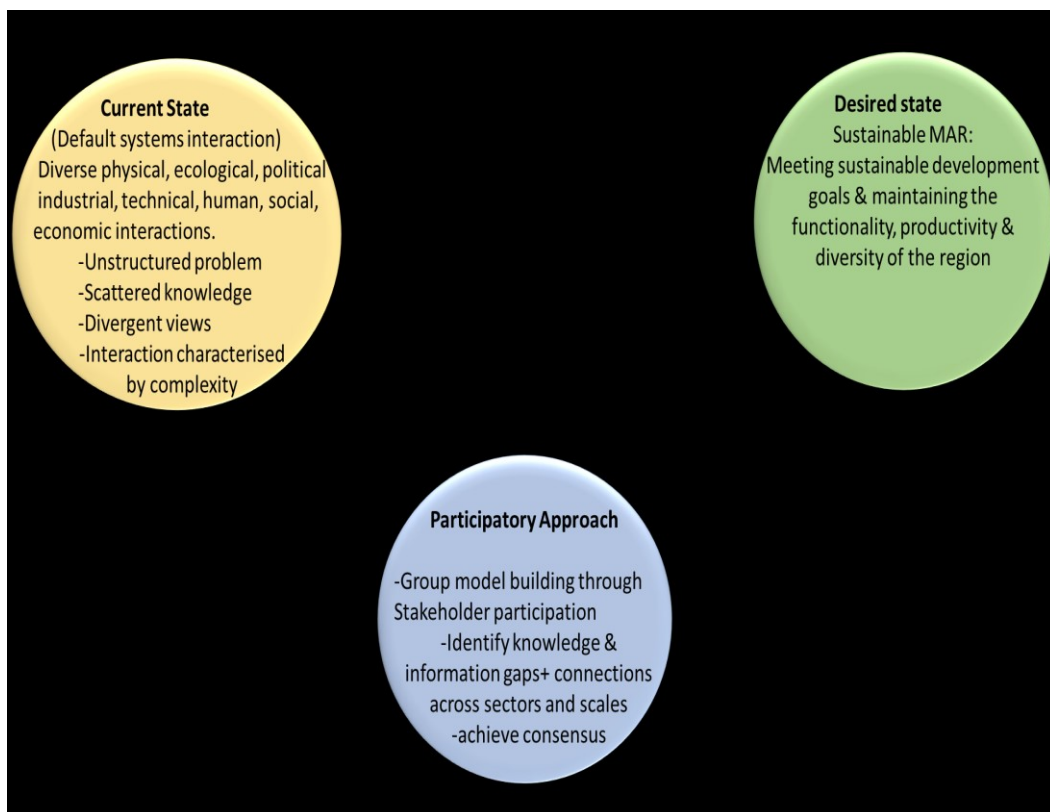 Current State
(Default systems interaction)
Diverse physical, ecological, political
industrial, technical, human, social,
economic interactions.
-Unstructured problem
-Scattered knowledge
-Divergent views
-Interaction characterised
by complexity
Desired state
Sustainable MAR:
Meeting sustainable development
goals & maintaining the
functionality, productivity &
diversity of the region
Participatory Approach
-Group model building through
Stakeholder participation
-Identify knowledge &
information gaps+ connections
across sectors and scales
-achieve consensus